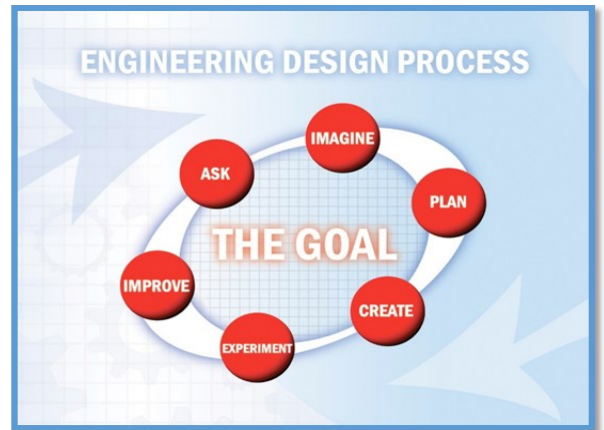 ENGINEERING DESIGN PROCESS
IMAGINE
ASK
PLAN
THE GOAL
IMPROVE
CREATE
EXPERIMENT